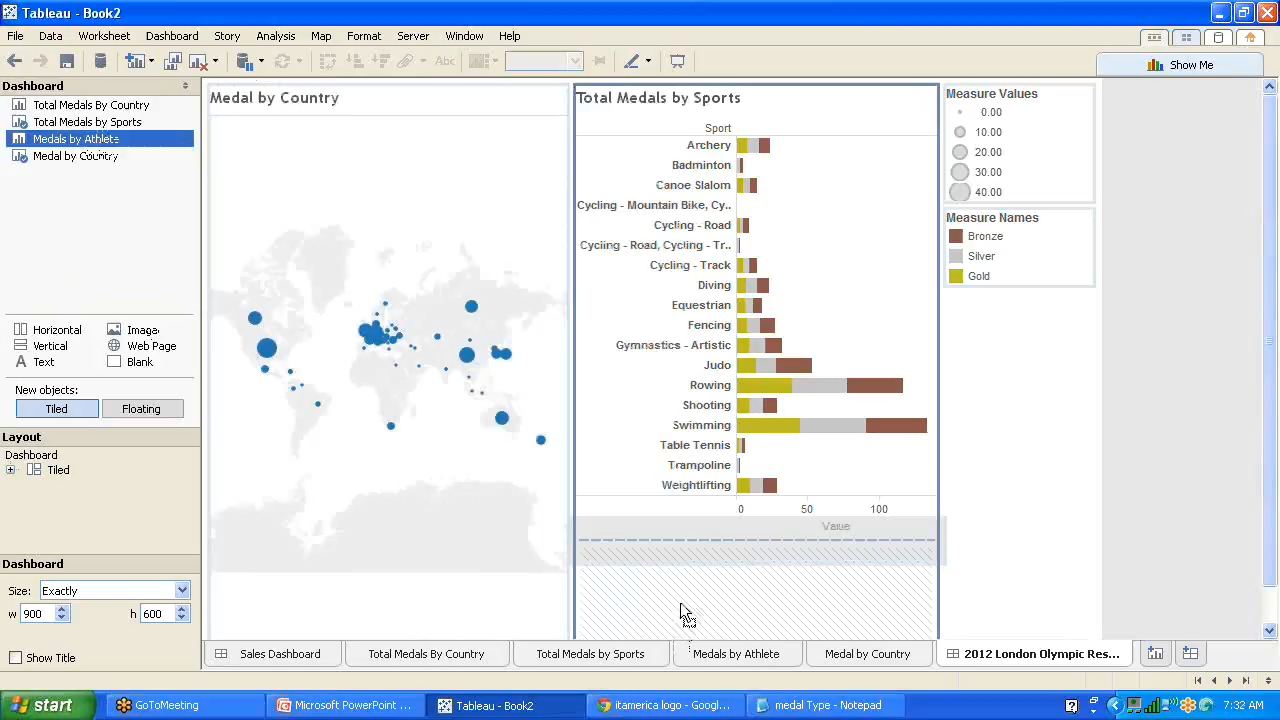 Tableau - Book2
File Data Worksheet Dashboard Story Analysis Map Format Server Window Help
Abc
Show Me
Dashboard
Total Medals By Country
Total Medals by Sports
Medals by Athlete
Medal by Country
Horizontal Image
Vertical Web Page
A Text Blank
New objects:
Tiled Floating
Layout
Dashboard
Tiled
Dashboard
Size: Exactly
w 900 h 600
Show Title
Medal by Country
Total Medals by Sports
Sport
Archery
Badminton
Canoe Slalom
Cycling - Mountain Bike, Cy..
Cycling - Road
Cycling - Road, Cycling - Tr..
Cycling - Track
Diving
Equestrian
Fencing
Gymnastics - Artistic
Judo
Rowing
Shooting
Swimming
Table Tennis
Trampoline
Weightlifting
0 50 100
Value
Measure Values
0.00
10.00
20.00
30.00
40.00
Measure Names
Bronze
Silver
Gold
Sales Dashboard Total Medals By Country Total Medals by Sports Medals by Athlete Medal by Country 2012 London Olympic Res...
start GoToMeeting Microsoft PowerPoint ... Tableau - Book2 itamerica logo - Googl... medal Type - Notepad 7:32 AM